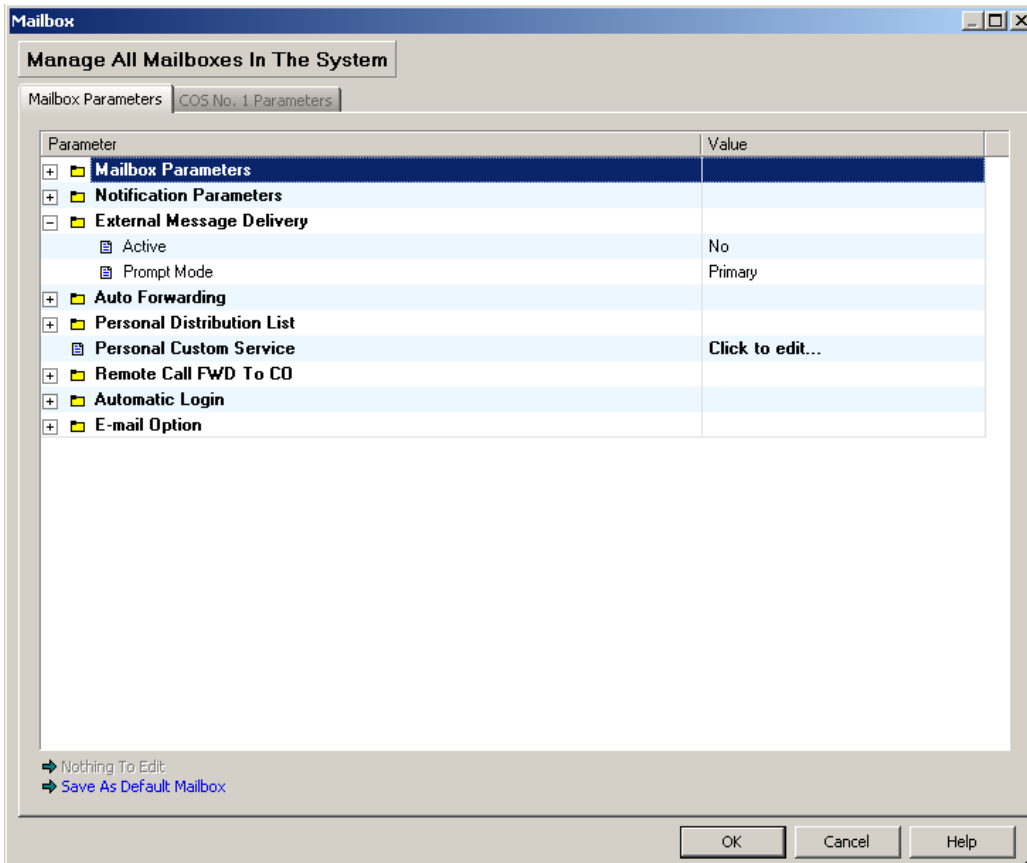 Mailbox
Manage All Mailboxes In The System
Mailbox Parameters COS No. 1 Parameters
Parameter Value
Mailbox Parameters
Notification Parameters
External Message Delivery
Active No
Prompt Mode Primary
Auto Forwarding
Personal Distribution List
Personal Custom Service Click to edit...
Remote Call FWD To CO
Automatic Login
E-mail Option
Nothing To Edit
Save As Default Mailbox
OK Cancel Help